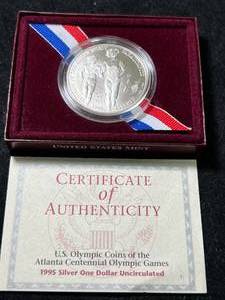 UNITED STATES MINT
CERTIFICATE
of
AUTHENTICITY
U.S. Olympic Coins of the
Atlanta Centennial Olympic Games
1995 Silver One Dollar Uncirculated